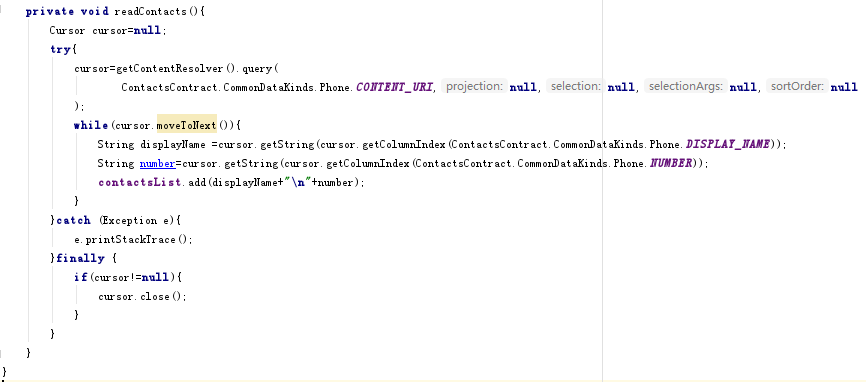 private void readContacts(){
Cursor cursor=null;
try{
cursor=getContentResolver().query(
ContactsContract.CommonDataKinds.Phone.CONTENT_URI, projection: null, selection: null, selectionArgs: null, sortOrder: null
);
while(cursor.moveToNext()){
String displayName =cursor.getString(cursor.getColumnIndex(ContactsContract.CommonDataKinds.Phone.DISPLAY_NAME));
String number=cursor.getString(cursor.getColumnIndex(ContactsContract.CommonDataKinds.Phone.NUMBER));
contactsList.add(displayName+"\n"+number);
}
}catch (Exception e){
e.printStackTrace();
}finally {
if(cursor!=null){
cursor.close();
}
}
}
}